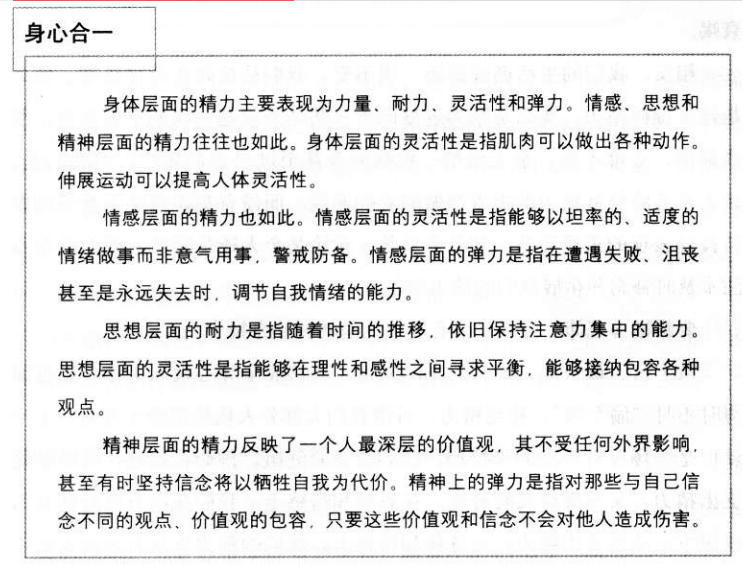 身心合一
身体层面的精力主要表现为力量、耐力、灵活性和弹力。情感、思想和
精神层面的精力往往也如此。身体层面的灵活性是指肌肉可以做出各种动作。
伸展运动可以提高人体灵活性。
情感层面的精力也如此。情感层面的灵活性是指能够以坦率的、适度的
情绪做事而非意气用事，警戒防备。情感层面的弹力是指在遭遇失败、沮丧
甚至是永远失去时，调节自我情绪的能力。
思想层面的耐力是指随着时间的推移，依旧保持注意力集中的能力。
思想层面的灵活性是指能够在理性和感性之间寻求平衡，能够接纳包容各种
观点。
精神层面的精力反映了一个人最深层的价值观，其不受任何外界影响，
甚至有时坚持信念将以牺牲自我为代价。精神上的弹力是指对那些与自己信
念不同的观点、价值观的包容，只要这些价值观和信念不会对他人造成伤害。